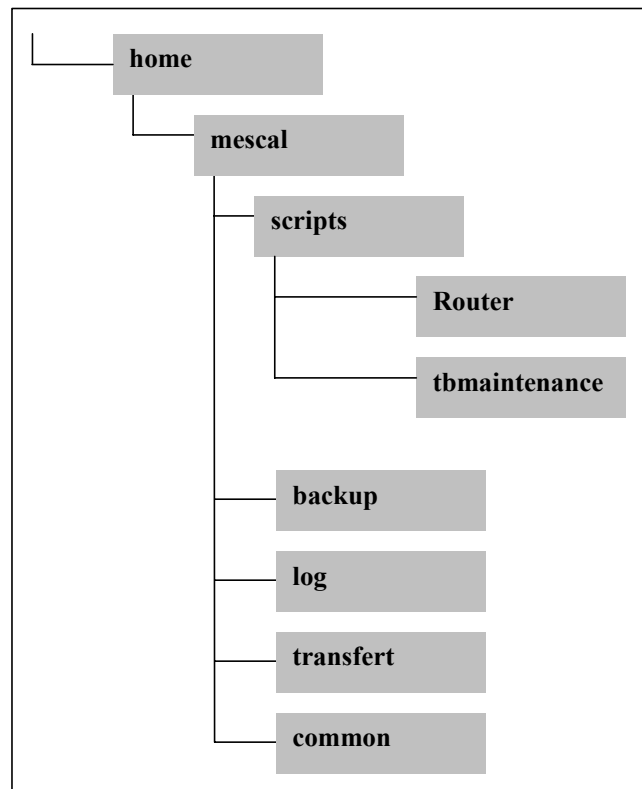 home
mescal
scripts
Router
tbmaintenance
backup
log
transfert
common